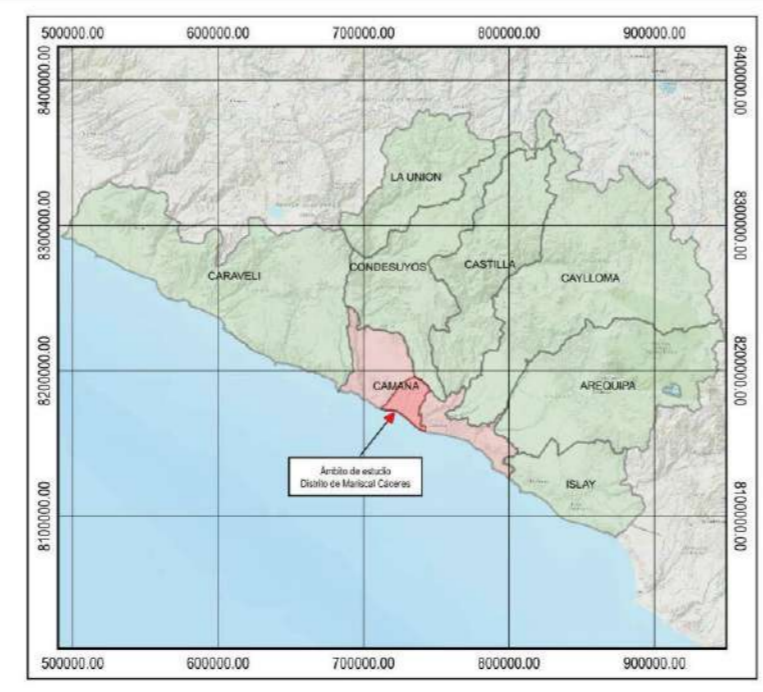 500000.00 600000.00 700000.00 800000.00 900000.00
8400000.00
8400000.00
LA UNION
8300000.00
8300000.00
CARAVELI
CONDESUYOS
CASTILLA
CAYLLOMA
8200000.00
8200000.00
CAMANA
AREQUIPA
Ámbito de estudio
Distrito de Mariscal Cáceres
ISLAY
8100000.00
8100000.00
500000.00 600000.00 700000.00 800000.00 900000.00